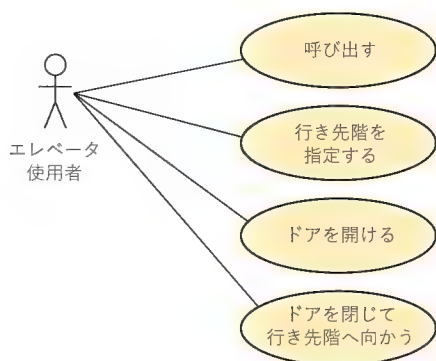 呼び出す
エレベータ
使用者
行き先階を
指定する
ドアを開ける
ドアを閉じて
行き先階へ向かう